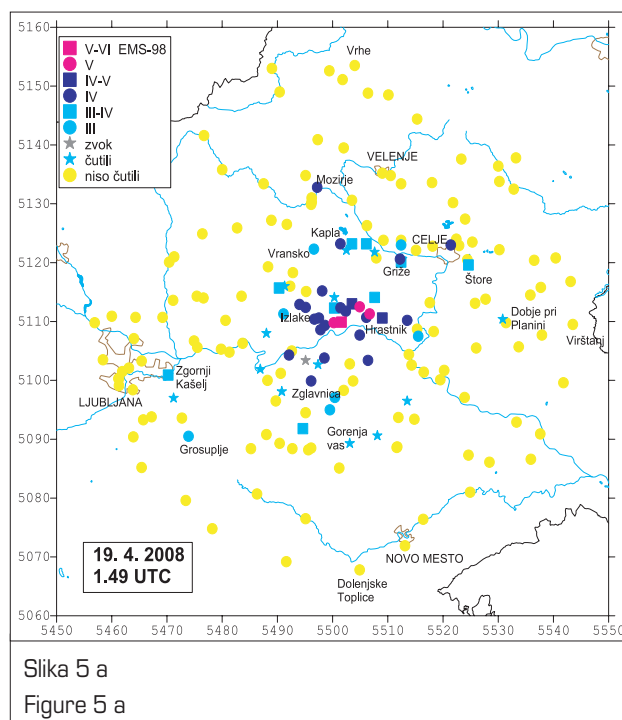 5160
5150
5140
5130
5120
5110
5100
5090
5080
5070
5060
5450
5460
5470
5480
5490
5500
5510
5520
5530
5540
5550
V-VI EMS-98
V
IV-V
IV
III-IV
III
zvok
čutili
niso čutili
Vrhe
VELENJE
Mozirje
Kapla
CELJE
Vransko
Griže
Štore
Izlake
Hrastnik
Dobje pri
Planini
Virštanj
Zgornji
Kašelj
LJUBLJANA
Zglavnica
Grosuplje
Gorenja
vas
19. 4. 2008
1.49 UTC
NOVO MESTO
Dolenjske
Toplice
Slika 5 a
Figure 5 a